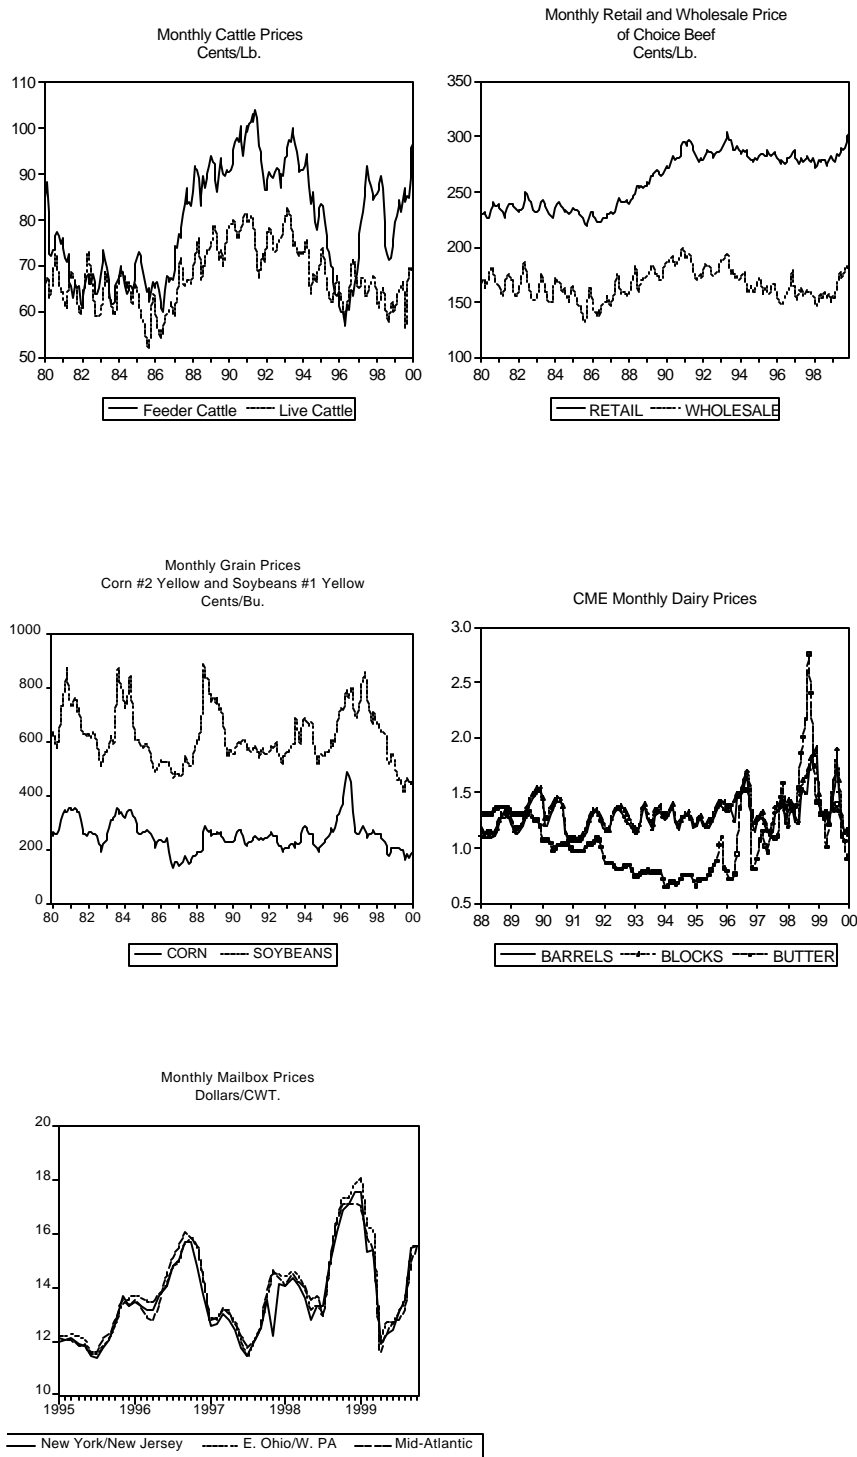 Monthly Cattle Prices
Cents/Lb.
110
100
90
80
70
60
50
80 82 84 86 88 90 92 94 96 98 00
Feeder Cattle Live Cattle
Monthly Retail and Wholesale Price
of Choice Beef
Cents/Lb.
350
300
250
200
150
100
80 82 84 86 88 90 92 94 96 98
RETAIL WHOLESALE
Monthly Grain Prices
Corn #2 Yellow and Soybeans #1 Yellow
Cents/Bu.
1000
800
600
400
200
0
80 82 84 86 88 90 92 94 96 98 00
CORN SOYBEANS
CME Monthly Dairy Prices
3.0
2.5
2.0
1.5
1.0
0.5
88 89 90 91 92 93 94 95 96 97 98 99 00
BARRELS BLOCKS BUTTER
Monthly Mailbox Prices
Dollars/CWT.
20
18
16
14
12
10
1995 1996 1997 1998 1999
New York/New Jersey E. Ohio/W. PA Mid-Atlantic